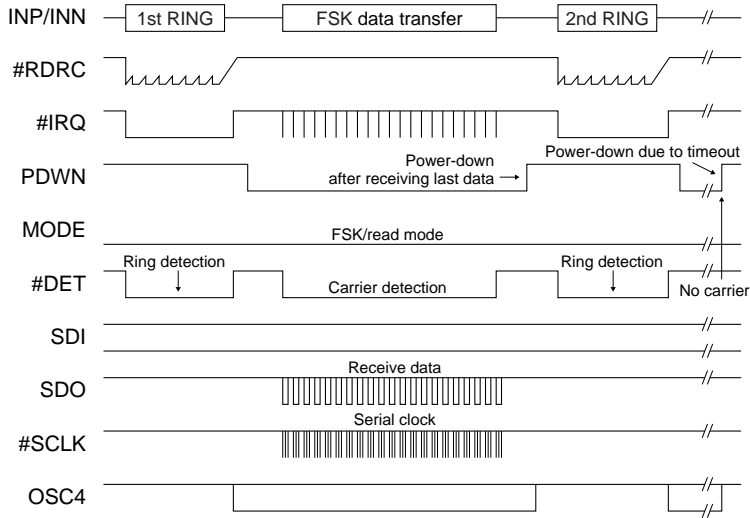 INP/INN
1st RING
FSK data transfer
2nd RING
#RDRC
#IRQ
PDWN
Power-down
after receiving last data
Power-down due to timeout
MODE
FSK/read mode
#DET
Ring detection
Carrier detection
Ring detection
No carrier
SDI
SDO
Receive data
#SCLK
Serial clock
OSC4